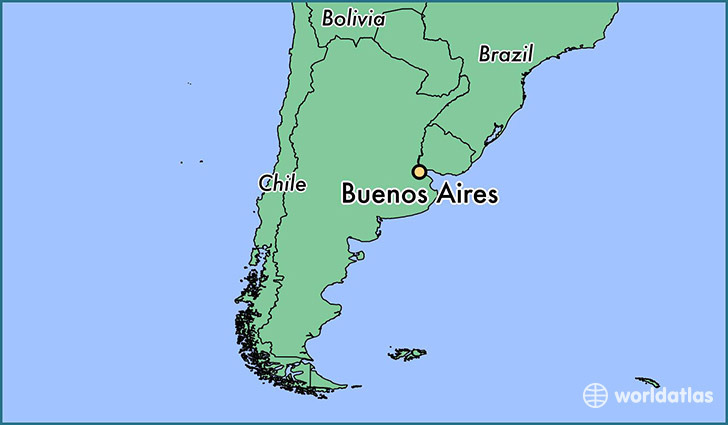 Bolivia
Brazil
Chile
Buenos Aires
worldatlas